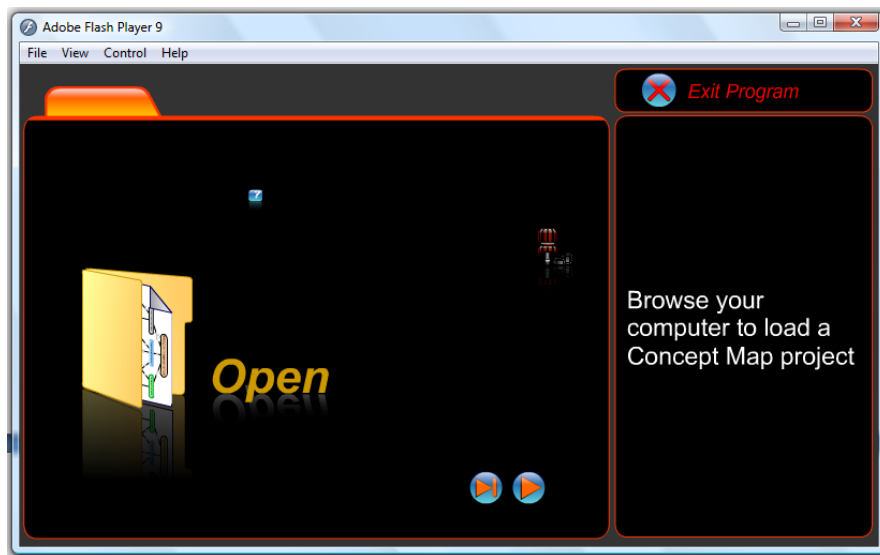 Adobe Flash Player 9
File View Control Help
Exit Program
Open
Browse your
computer to load a
Concept Map project